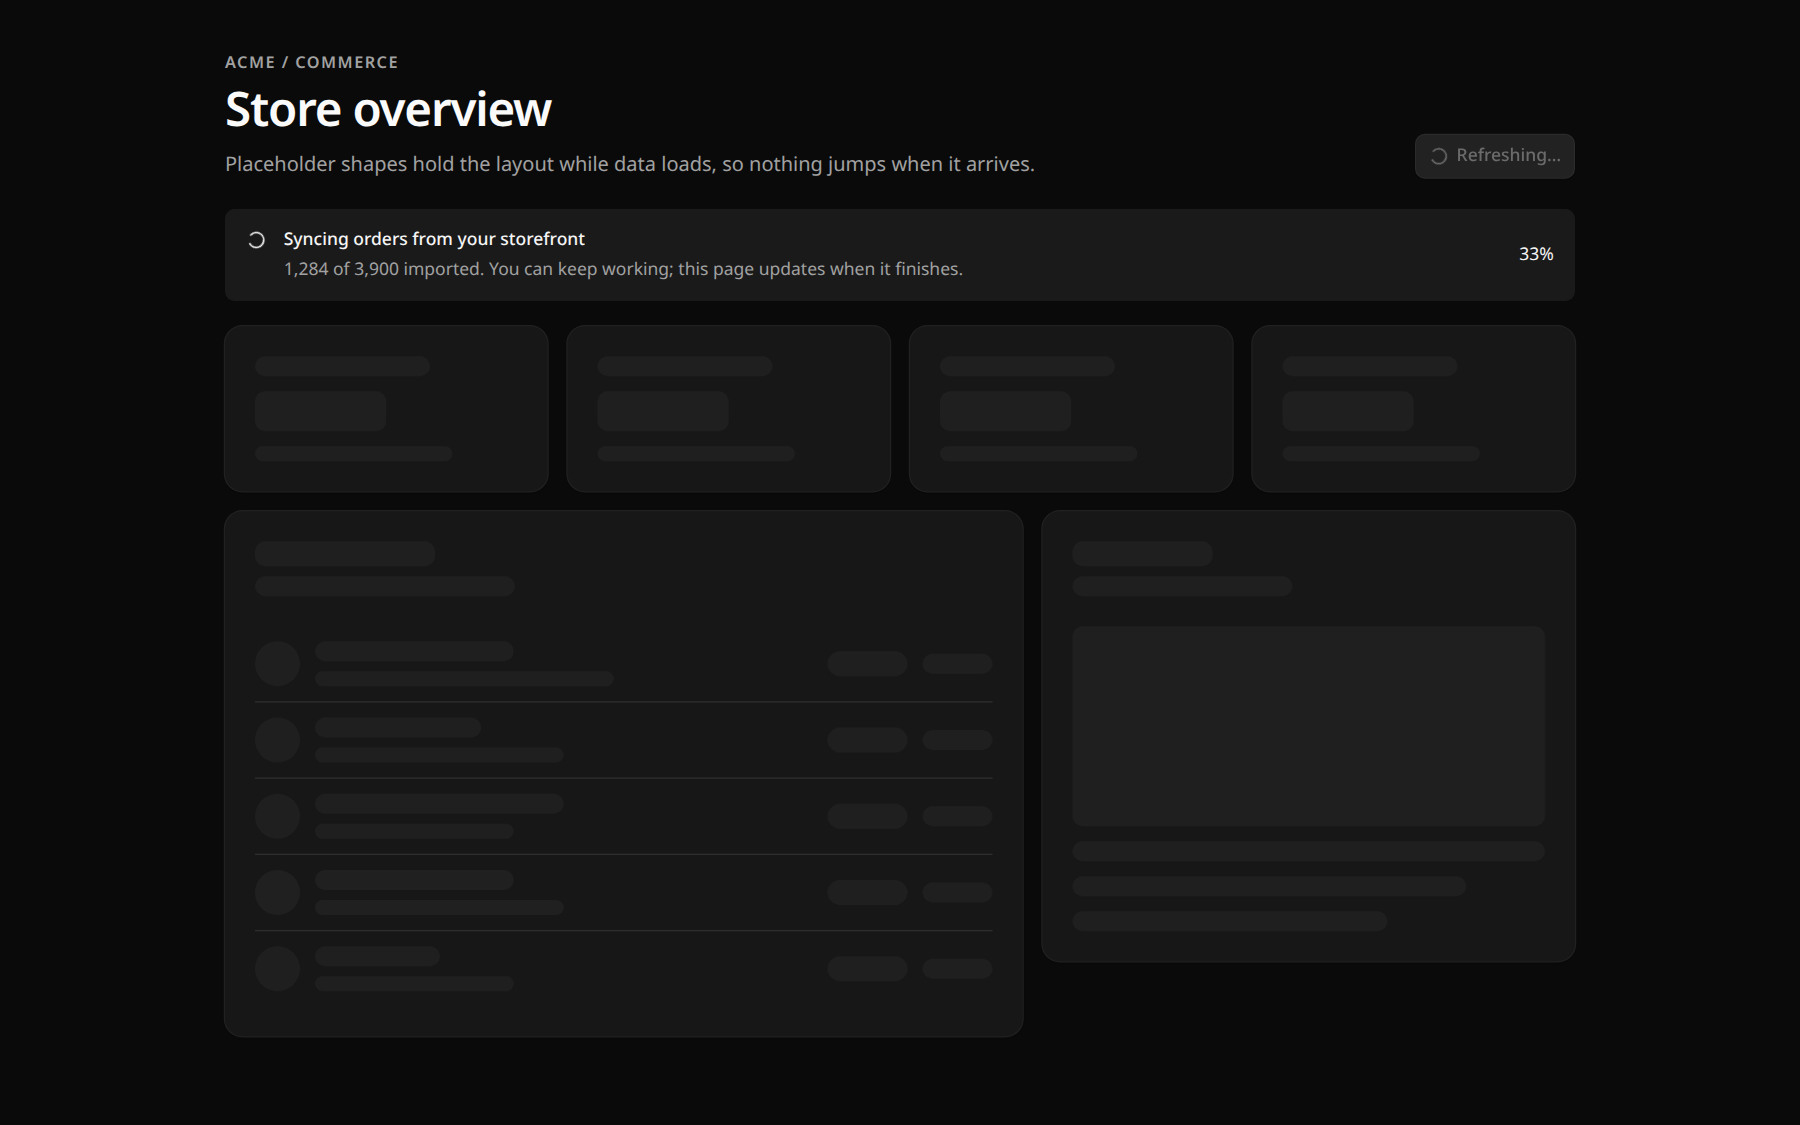 ACME / COMMERCE
Store overview
Placeholder shapes hold the layout while data loads, so nothing jumps when it arrives.
Refreshing...
Syncing orders from your storefront
1,284 of 3,900 imported. You can keep working; this page updates when it finishes.
33%